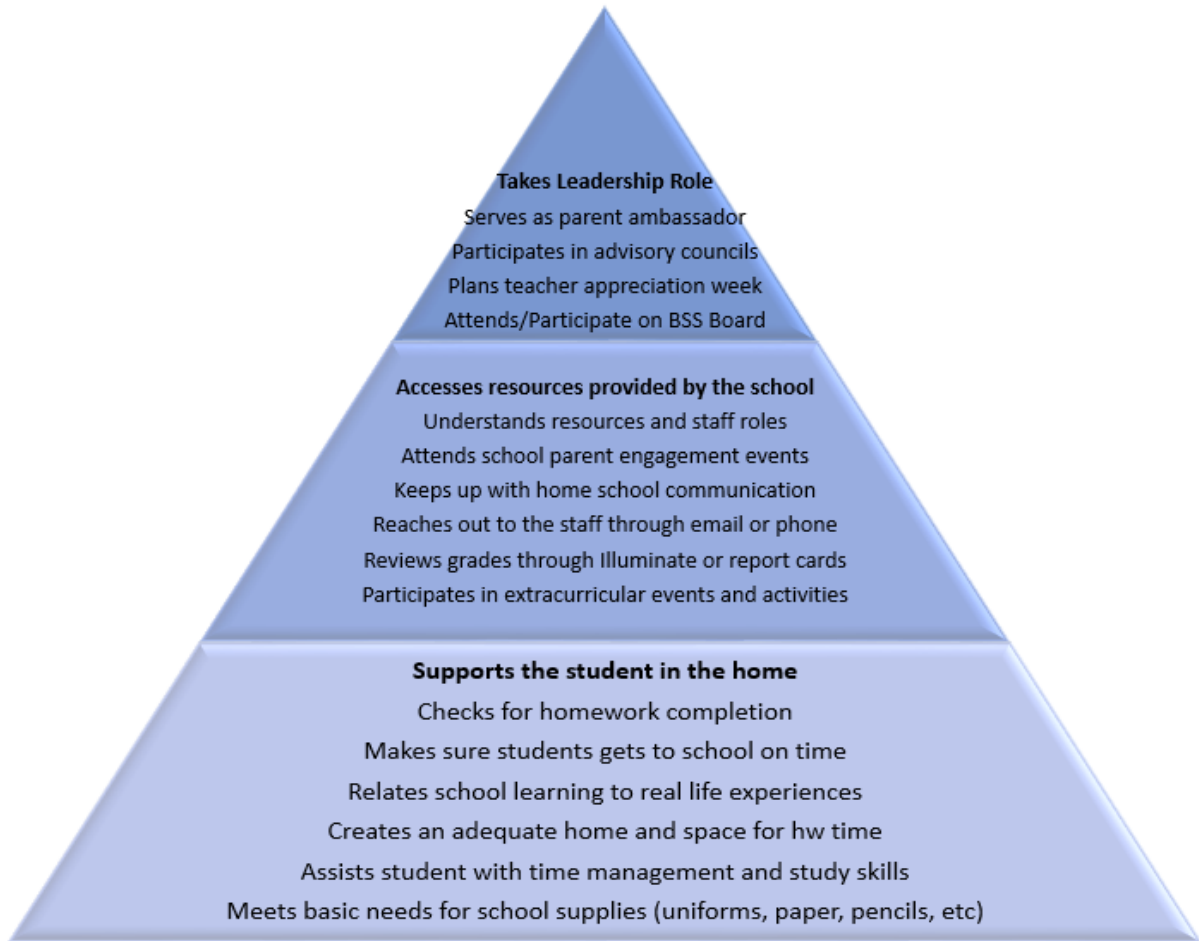 Takes Leadership Role
Serves as parent ambassador
Participates in advisory councils
Plans teacher appreciation week
Attends/Participate on BSS Board
Accesses resources provided by the school
Understands resources and staff roles
Attends school parent engagement events
Keeps up with home school communication
Reaches out to the staff through email or phone
Reviews grades through Illuminate or report cards
Participates in extracurricular events and activities
Supports the student in the home
Checks for homework completion
Makes sure students gets to school on time
Relates school learning to real life experiences
Creates an adequate home and space for hw time
Assists student with time management and study skills
Meets basic needs for school supplies (uniforms, paper, pencils, etc)